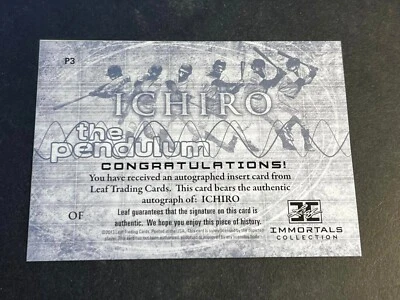 P3
ICHIRO
the
pendulum
CONGRATULATIONS!
You have received an autographed insert card from
Leaf Trading Cards. This card bears the authentic
autograph of: ICHIRO
OF
Leaf guarantees that the signature on this card is
authentic. We hope you enjoy this piece of history.
IMMORTALS
COLLECTION